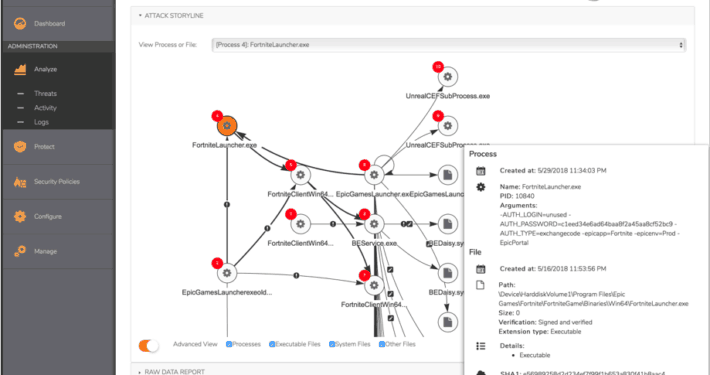 ATTACK STORYLINE
Dashboard
View Process or File: [Process 4]: FortniteLauncher.exe
ADMINISTRATION
Analyze
Threats
Activity
Logs
Protect
Security Policies
Configure
Manage
10
UnrealCEFSubProcess.exe
9
UnrealCEFSubProcess.exe
4
FortniteLauncher.exe
FortniteClientWin64...
EpicGamesLauncher.exe
EpicGamesLaunc
FortniteClientWin64...
BEService.exe
BEDaisy.sy
EpicGamesLauncherexeold...
FortniteClientWin64...
BEDaisy.sy
Process
Created at: 5/29/2018 11:34:03 PM
Name: FortniteLauncher.exe
PID: 10840
Arguments:
-AUTH_LOGIN=unused -
AUTH_PASSWORD=c1eed34e6ad64baa8f2a45aa8cf52bc9 -
AUTH_TYPE=exchangecode -epicapp=Fortnite -epicenv=Prod -
EpicPortal
File
Created at: 5/16/2018 11:53:56 PM
Path:
\Device\HarddiskVolume1\Program Files\Epic
Games\Fortnite\FortniteGame\Binaries\Win64\FortniteLauncher.exe
Size: 0
Verification: Signed and verified
Extension type: Executable
Details:
• Executable
SHA1:
Advanced View Processes Executable Files System Files Other Files
RAW DATA REPORT